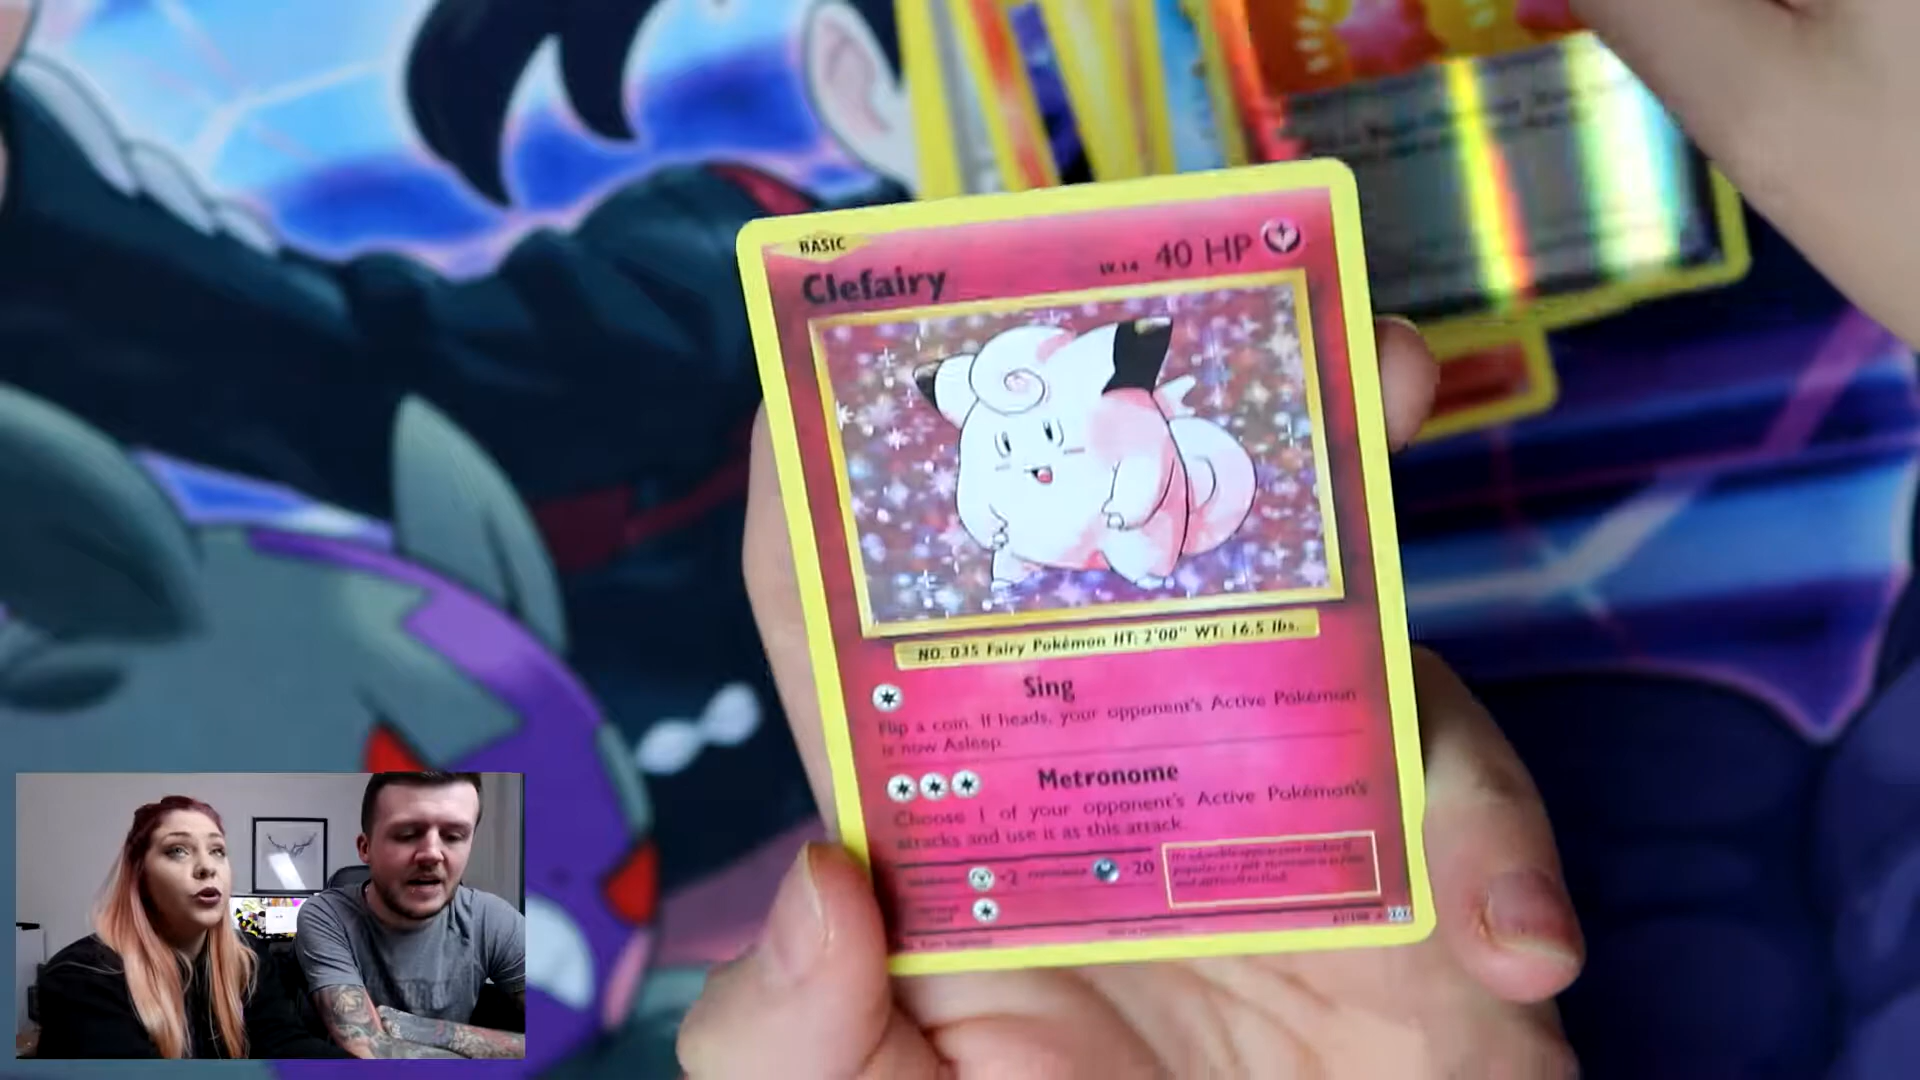 BASIC
Clefairy LV.14 40 HP
NO. 035 Fairy Pokémon HT: 2'00" WT: 16.5 lbs.
Sing
Flip a coin. If heads, your opponent's Active Pokémon
is now Asleep.
Metronome
Choose 1 of your opponent's Active Pokémon's
attacks and use it as this attack.
×2 -20